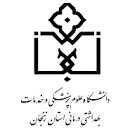 دانشگاه علوم پزشکی و خدمات
بهداشتی درمانی استان زنجان